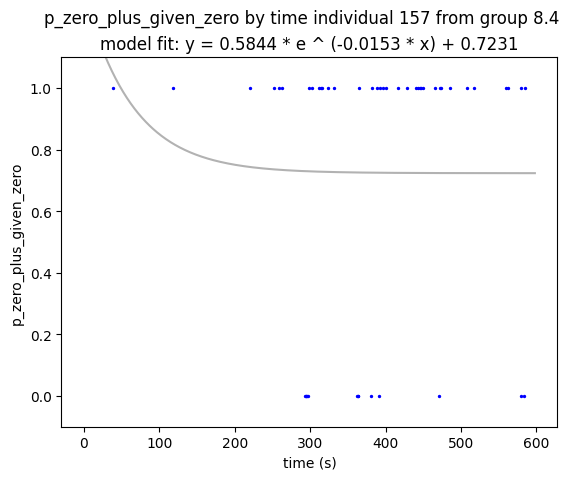 p_zero_plus_given_zero by time individual 157 from group 8.4
model fit: y = 0.5844 * e ^ (-0.0153 * x) + 0.7231
1.0
0.8
0.6
0.4
0.2
0.0
p_zero_plus_given_zero
0 100 200 300 400 500 600
time (s)